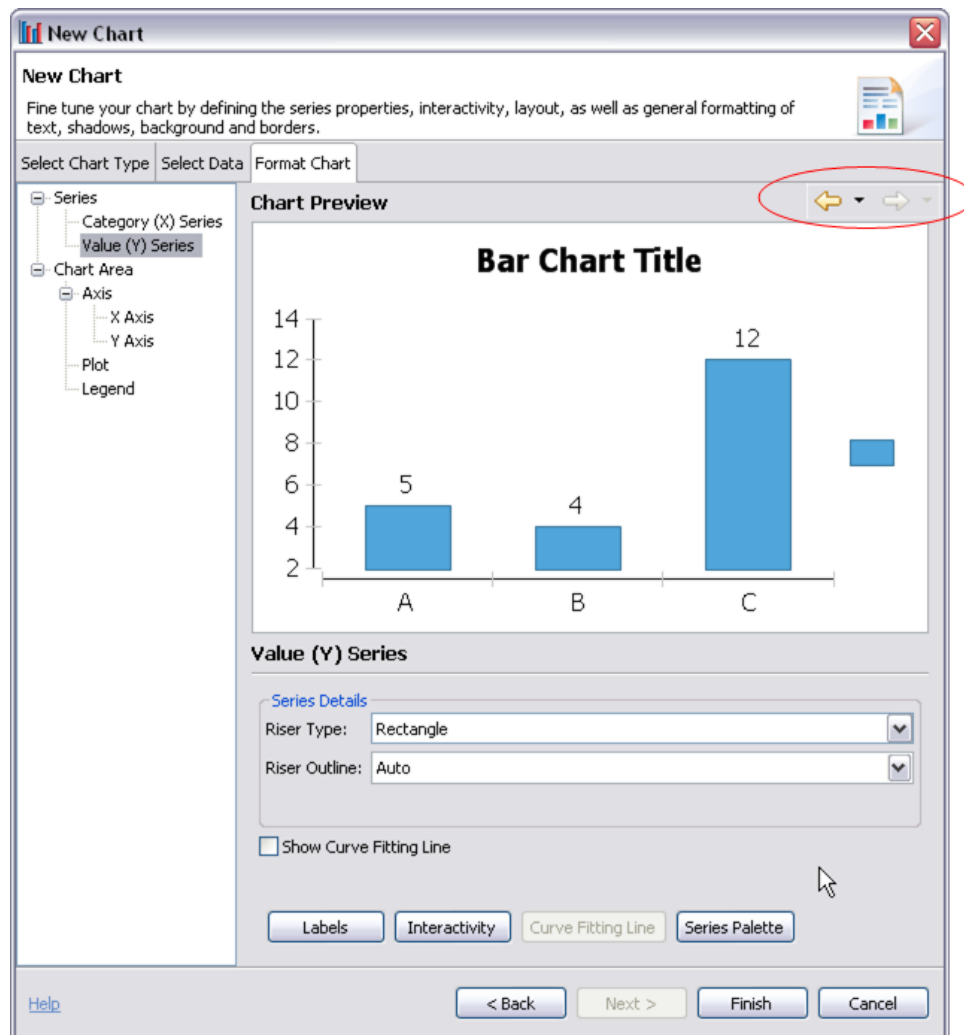 New Chart
New Chart
Fine tune your chart by defining the series properties, interactivity, layout, as well as general formatting of
text, shadows, background and borders.
Select Chart Type Select Data Format Chart
Series
Category (X) Series
Value (Y) Series
Chart Area
Axis
X Axis
Y Axis
Plot
Legend
Chart Preview
Bar Chart Title
14
12
10
8
6
4
2
5
4
12
A B C
Value (Y) Series
Series Details
Riser Type: Rectangle
Riser Outline: Auto
Show Curve Fitting Line
Labels Interactivity Curve Fitting Line Series Palette
Help < Back Next > Finish Cancel